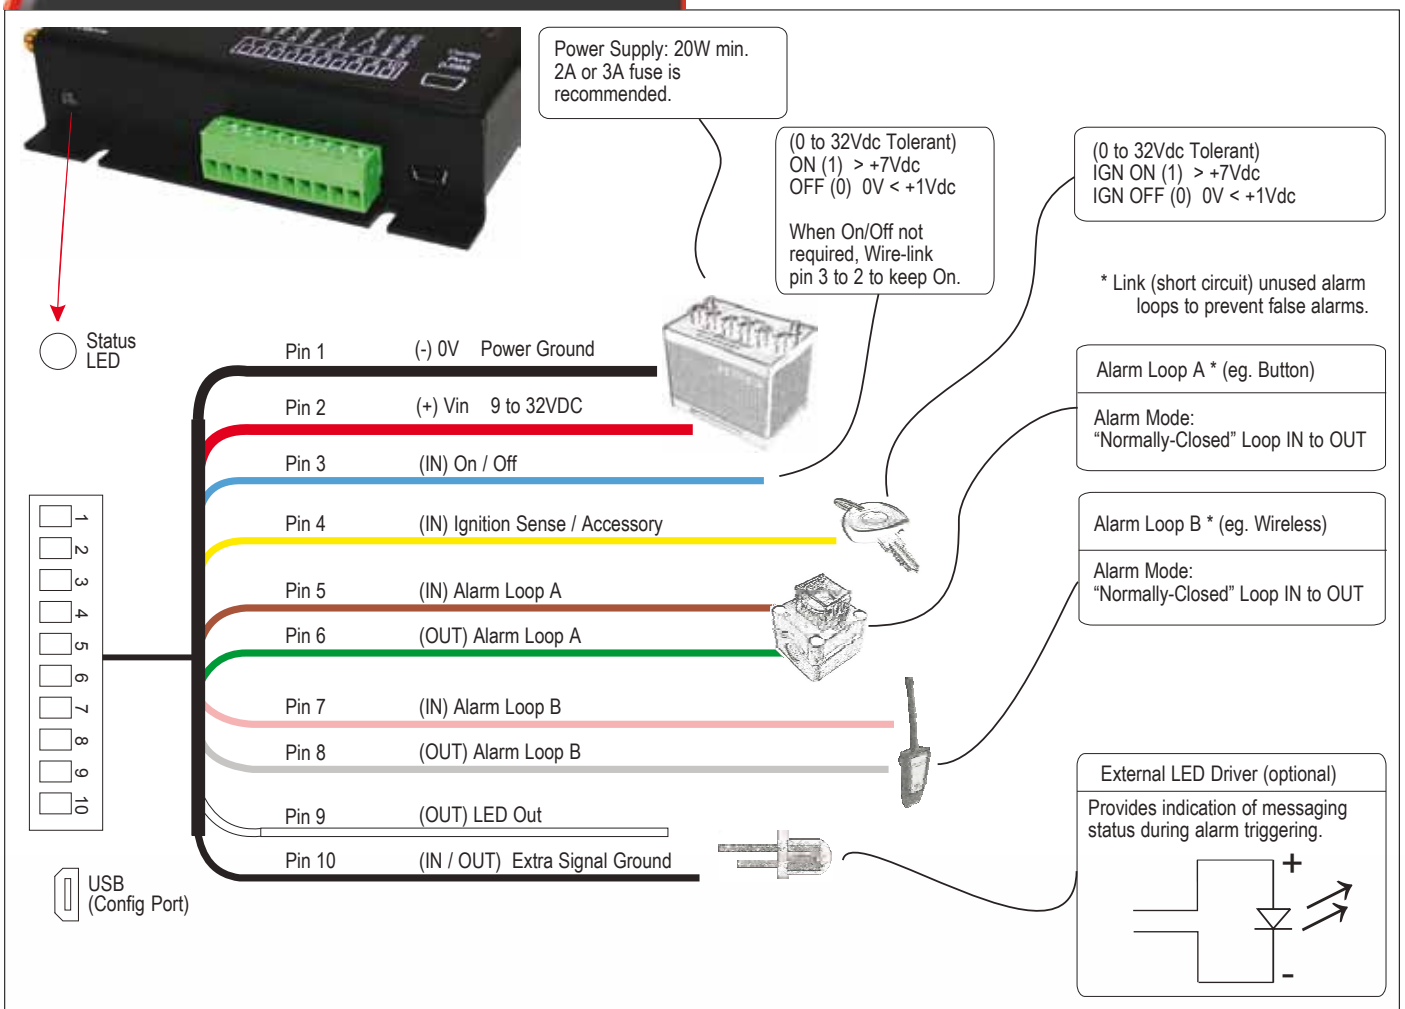 Power Supply: 20W min.
2A or 3A fuse is
recommended.
(0 to 32Vdc Tolerant)
ON (1) > +7Vdc
OFF (0) 0V < +1Vdc
When On/Off not
required, Wire-link
pin 3 to 2 to keep On.
(0 to 32Vdc Tolerant)
IGN ON (1) > +7Vdc
IGN OFF (0) 0V < +1Vdc
* Link (short circuit) unused alarm
loops to prevent false alarms.
Status
LED
Pin 1 (-) 0V Power Ground
Pin 2 (+) Vin 9 to 32VDC
Pin 3 (IN) On / Off
Pin 4 (IN) Ignition Sense / Accessory
Pin 5 (IN) Alarm Loop A
Pin 6 (OUT) Alarm Loop A
Pin 7 (IN) Alarm Loop B
Pin 8 (OUT) Alarm Loop B
Pin 9 (OUT) LED Out
Pin 10 (IN / OUT) Extra Signal Ground
1
2
3
4
5
6
7
8
9
10
USB
(Config Port)
Alarm Loop A * (eg. Button)
Alarm Mode:
“Normally-Closed” Loop IN to OUT
Alarm Loop B * (eg. Wireless)
Alarm Mode:
“Normally-Closed” Loop IN to OUT
External LED Driver (optional)
Provides indication of messaging
status during alarm triggering.
+
-